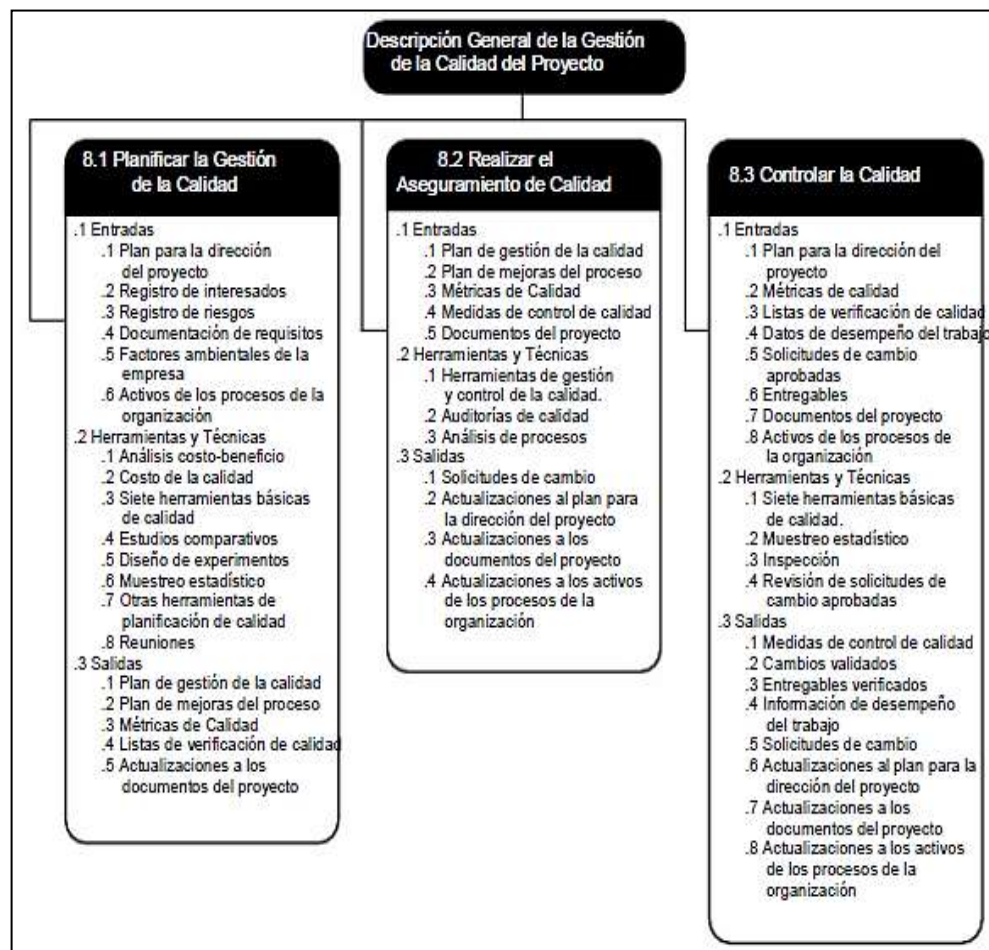 Descripción General de la Gestión
de la Calidad del Proyecto
8.1 Planificar la Gestión
de la Calidad
.1 Entradas
.1 Plan para la dirección
del proyecto
.2 Registro de interesados
.3 Registro de riesgos
.4 Documentación de requisitos
.5 Factores ambientales de la
empresa
.6 Activos de los procesos de la
organización
.2 Herramientas y Técnicas
.1 Análisis costo-beneficio
.2 Costo de la calidad
.3 Siete herramientas básicas
de calidad
.4 Estudios comparativos
.5 Diseño de experimentos
.6 Muestreo estadístico
.7 Otras herramientas de
planificación de calidad
.8 Reuniones
.3 Salidas
.1 Plan de gestión de la calidad
.2 Plan de mejoras del proceso
.3 Métricas de Calidad
.4 Listas de verificación de calidad
.5 Actualizaciones a los
documentos del proyecto
8.2 Realizar el
Aseguramiento de Calidad
.1 Entradas
.1 Plan de gestión de la calidad
.2 Plan de mejoras del proceso
.3 Métricas de Calidad
.4 Medidas de control de calidad
.5 Documentos del proyecto
.2 Herramientas y Técnicas
.1 Herramientas de gestión
y control de la calidad.
.2 Auditorías de calidad
.3 Análisis de procesos
.3 Salidas
.1 Solicitudes de cambio
.2 Actualizaciones al plan para
la dirección del proyecto
.3 Actualizaciones a los
documentos del proyecto
.4 Actualizaciones a los activos
de los procesos de la
organización
8.3 Controlar la Calidad
.1 Entradas
.1 Plan para la dirección del
proyecto
.2 Métricas de calidad
.3 Listas de verificación de calidad
.4 Datos de desempeño del trabajo
.5 Solicitudes de cambio
aprobadas
.6 Entregables
.7 Documentos del proyecto
.8 Activos de los procesos de
la organización
.2 Herramientas y Técnicas
.1 Siete herramientas básicas
de calidad.
.2 Muestreo estadístico
.3 Inspección
.4 Revisión de solicitudes de
cambio aprobadas
.3 Salidas
.1 Medidas de control de calidad
.2 Cambios validados
.3 Entregables verificados
.4 Información de desempeño
del trabajo
.5 Solicitudes de cambio
.6 Actualizaciones al plan para la
dirección del proyecto
.7 Actualizaciones a los
documentos del proyecto
.8 Actualizaciones a los activos
de los procesos de la
organización